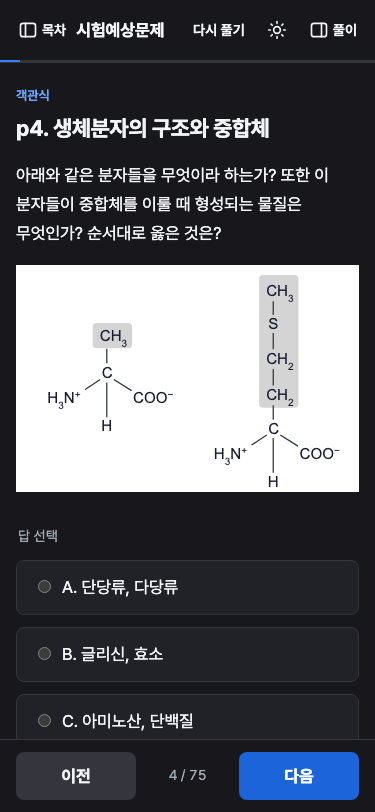 목차 시험예상문제 다시 풀기 풀이
객관식
p4. 생체분자의 구조와 중합체
아래와 같은 분자들을 무엇이라 하는가? 또한 이
분자들이 중합체를 이룰 때 형성되는 물질은
무엇인가? 순서대로 옳은 것은?
CH₃
C
H₃N⁺ COO⁻
H
CH₃
S
CH₂
CH₂
C
H₃N⁺ COO⁻
H
답 선택
A. 단당류, 다당류
B. 글리신, 효소
C. 아미노산, 단백질
이전 4 / 75 다음